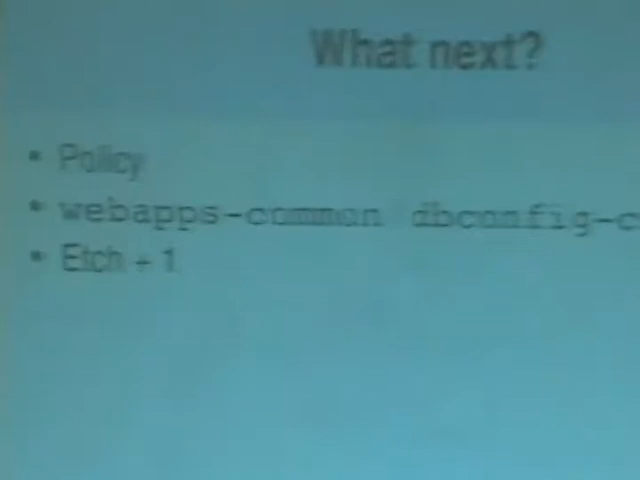 What next?
• Policy
• webapps-common dbconfig-c
• Etch + 1